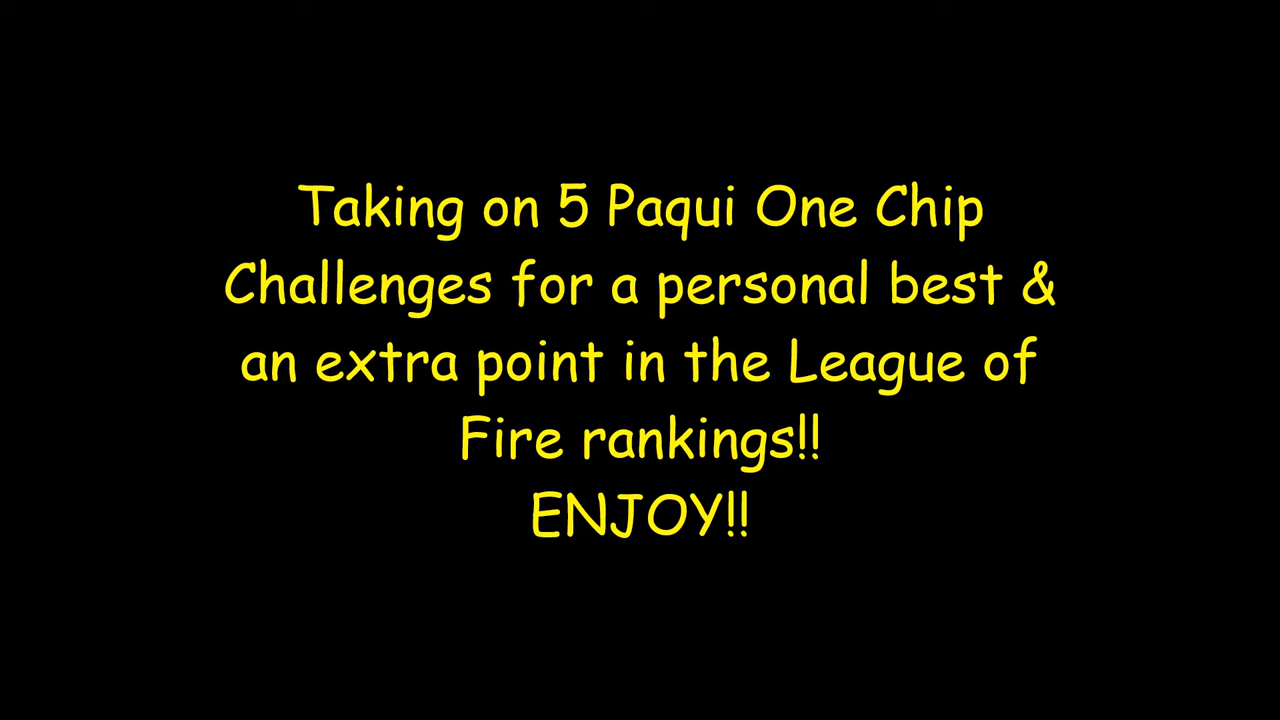 Taking on 5 Paqui One Chip
Challenges for a personal best &
an extra point in the League of
Fire rankings!!
ENJOY!!